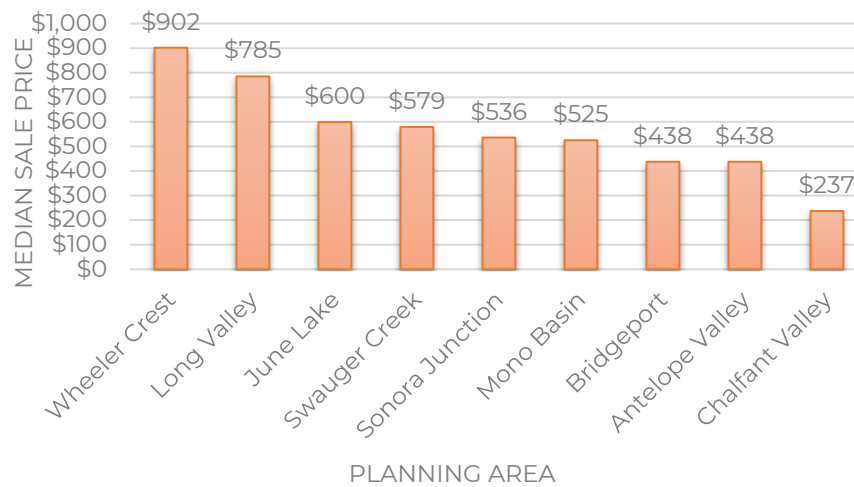 MEDIAN SALE PRICE
$1,000
$900
$800
$700
$600
$500
$400
$300
$200
$100
$0
$902
$785
$600
$579
$536
$525
$438
$438
$237
Wheeler Crest
Long Valley
June Lake
Swauger Creek
Sonora Junction
Mono Basin
Bridgeport
Antelope Valley
Chalfant Valley
PLANNING AREA